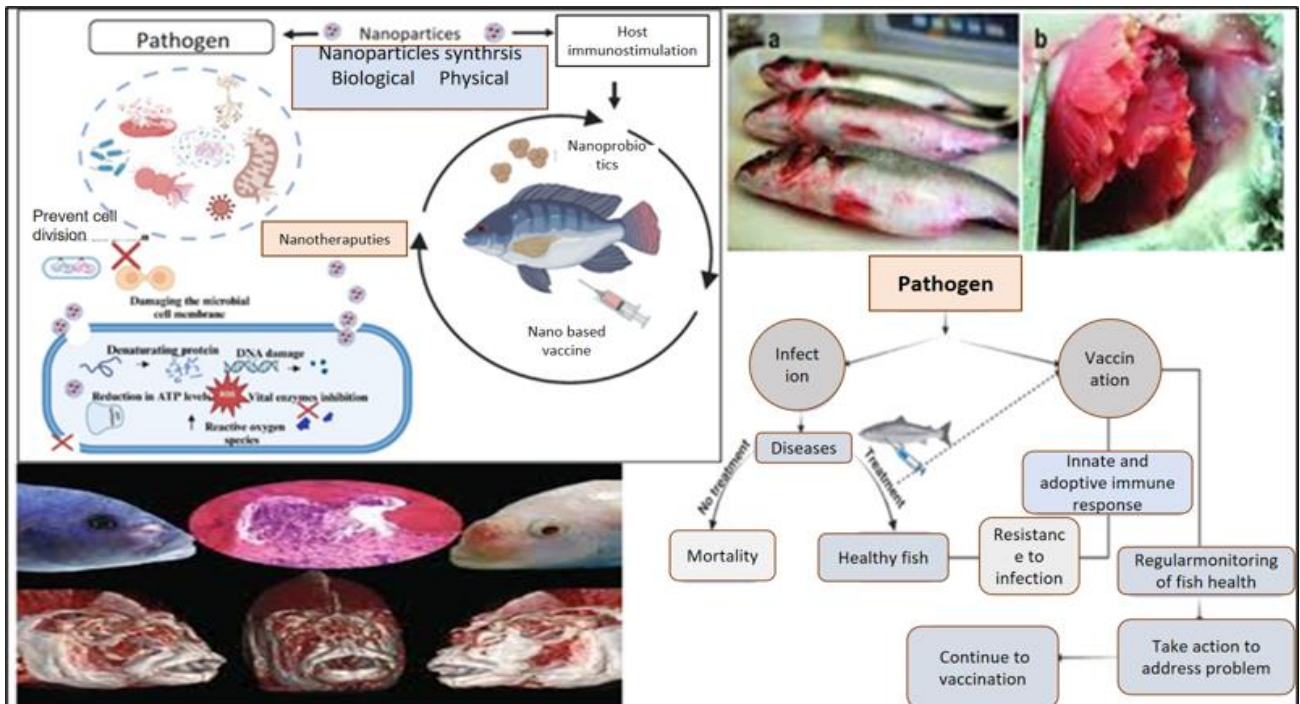 Pathogen
Nanopartices
Host
immunostimulation
Nanoparticles synthrsis
Biological Physical
Nanoprobio
tics
Prevent cell
division
Nanotheraputies
Damaging the microbial
cell membrane
Nano based
vaccine
Denaturating protein
DNA damage
Reduction in ATP levels
ROS
Vital enzymes inhibition
Reactive oxygen
species
a
b
Pathogen
Infect
ion
Vaccin
ation
Diseases
No treatment
Treatment
Innate and
adoptive immune
response
Mortality
Healthy fish
Resistanc
e to
infection
Regularmonitoring
of fish health
Continue to
vaccination
Take action to
address problem